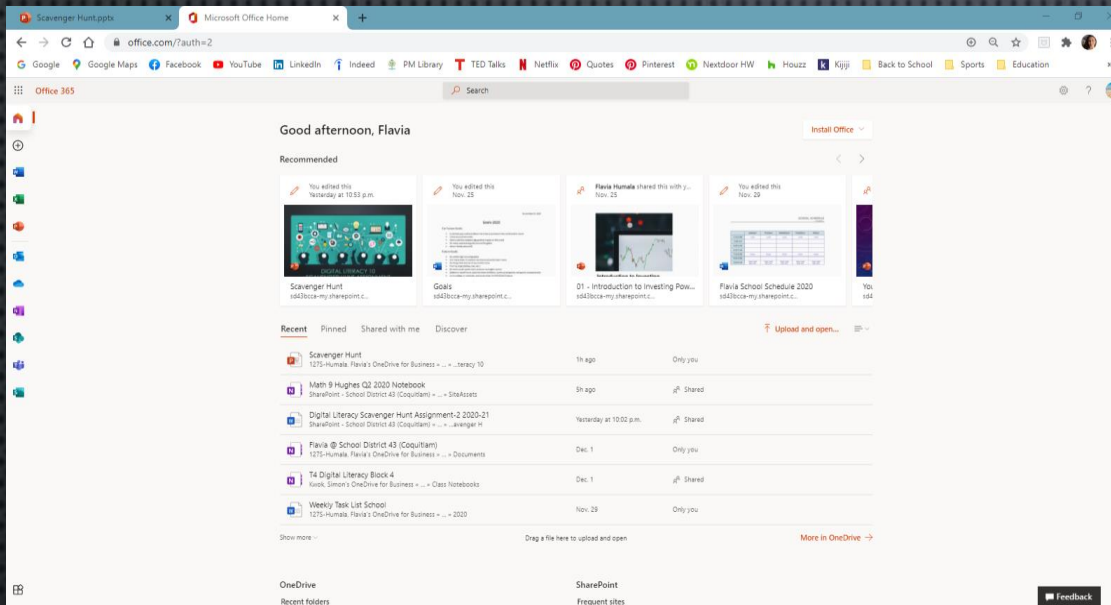 Scavenger Hunt.pptx
Microsoft Office Home
office.com/?auth=2
Google Google Maps Facebook YouTube LinkedIn Indeed PM Library TED Talks Netflix Quotes Pinterest Nextdoor HW Houzz Kijiji Back to School Sports Education
Office 365
Search
Good afternoon, Flavia
Install Office
Recommended
You edited this
Yesterday at 10:53 p.m.
DIGITAL LITERACY 10
Scavenger Hunt
sd43bcca-my.sharepoint.c...
You edited this
Nov. 25
Goals 2020
Goals
sd43bcca-my.sharepoint.c...
Flavia Humala shared this with y...
Nov. 25
Introduction to Investing
01 - Introduction to Investing Pow...
sd43bcca-my.sharepoint.c...
You edited this
Nov. 29
Flavia School Schedule 2020
sd43bcca-my.sharepoint.c...
You
sd4
Recent Pinned Shared with me Discover
Upload and open...
Scavenger Hunt 1h ago Only you
1275-Humala, Flavia's OneDrive for Business » ... » ...teracy 10
Math 9 Hughes Q2 2020 Notebook 5h ago Shared
SharePoint - School District 43 (Coquitlam) » ... » SiteAssets
Digital Literacy Scavenger Hunt Assignment-2 2020-21 Yesterday at 10:02 p.m. Shared
SharePoint - School District 43 (Coquitlam) » ... » ...avenger H
Flavia @ School District 43 (Coquitlam) Dec. 1 Only you
1275-Humala, Flavia's OneDrive for Business » ... » Documents
T4 Digital Literacy Block 4 Dec. 1 Shared
Kwok, Simon's OneDrive for Business » ... » Class Notebooks
Weekly Task List School Nov. 29 Only you
1275-Humala, Flavia's OneDrive for Business » ... » 2020
Show more
Drag a file here to upload and open
More in OneDrive →
OneDrive
Recent folders
SharePoint
Frequent sites
Feedback